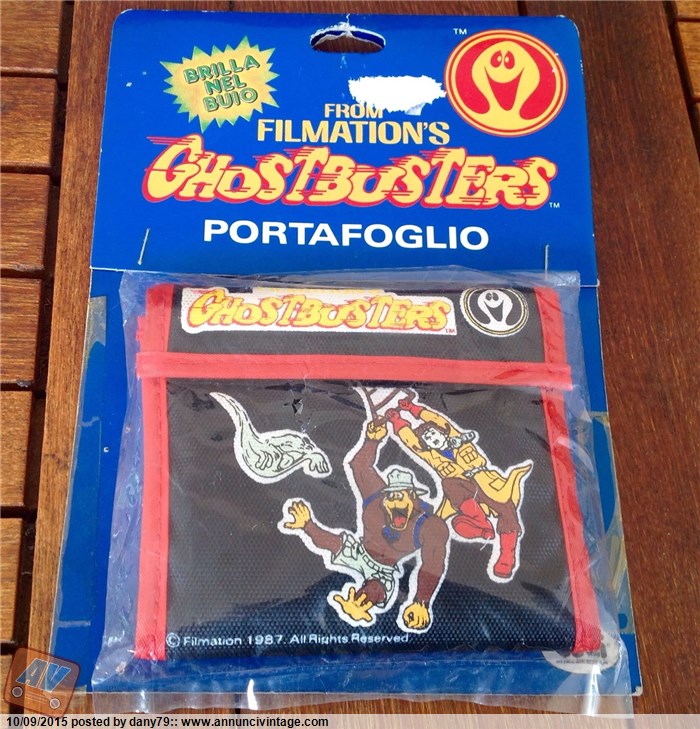 BRILLA
NEL
BUIO
TM
FROM
FILMATION'S
GHOSTBUSTERS
TM
PORTAFOGLIO
GHOSTBUSTERS
TM
© Filmation 1987. All Rights Reserved
AV
10/09/2015 posted by dany79:: www.annuncivintage.com